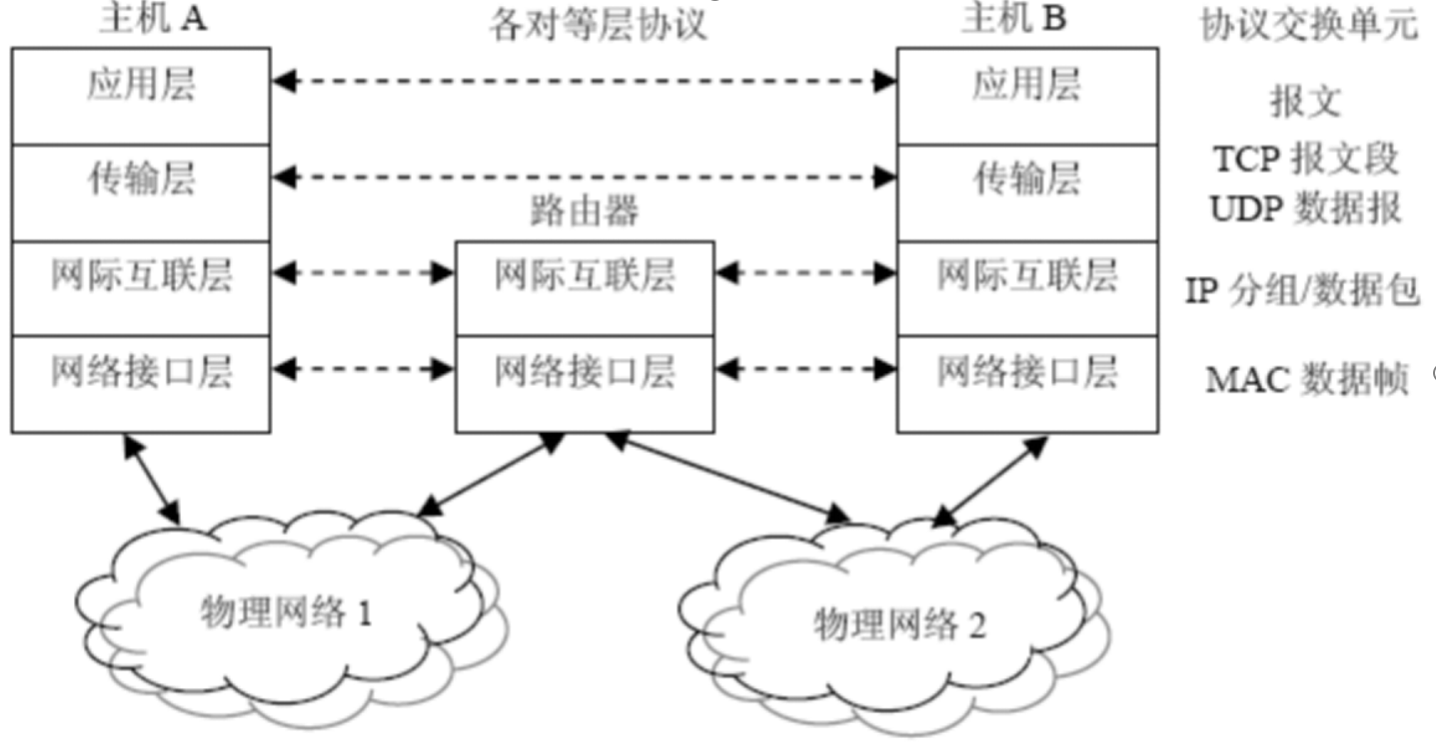 主机 A 各对等层协议 主机 B 协议交换单元
应用层 应用层 报文
传输层 传输层 TCP 报文段
路由器 UDP 数据报
网际互联层 网际互联层 网际互联层 IP 分组/数据包
网络接口层 网络接口层 网络接口层 MAC 数据帧
物理网络 1 物理网络 2